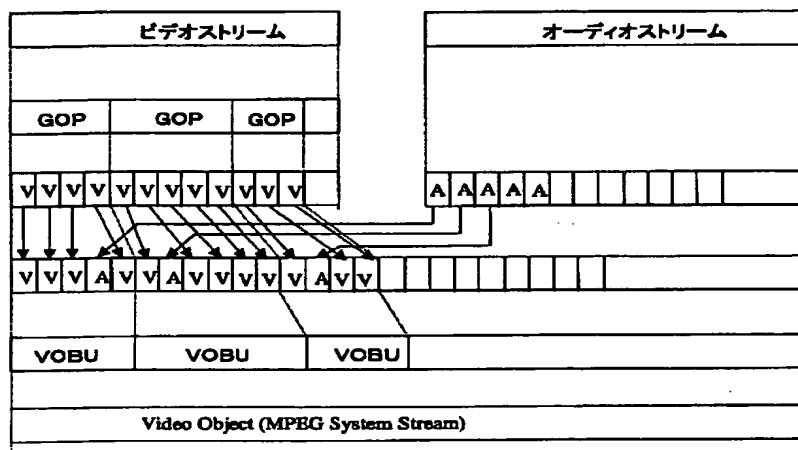 ビデオストリーム オーディオストリーム
GOP GOP GOP
V V V V V V V V V V V V A A A A A
V V V A V V A V V V V V A V V
VOBU VOBU VOBU
Video Object (MPEG System Stream)